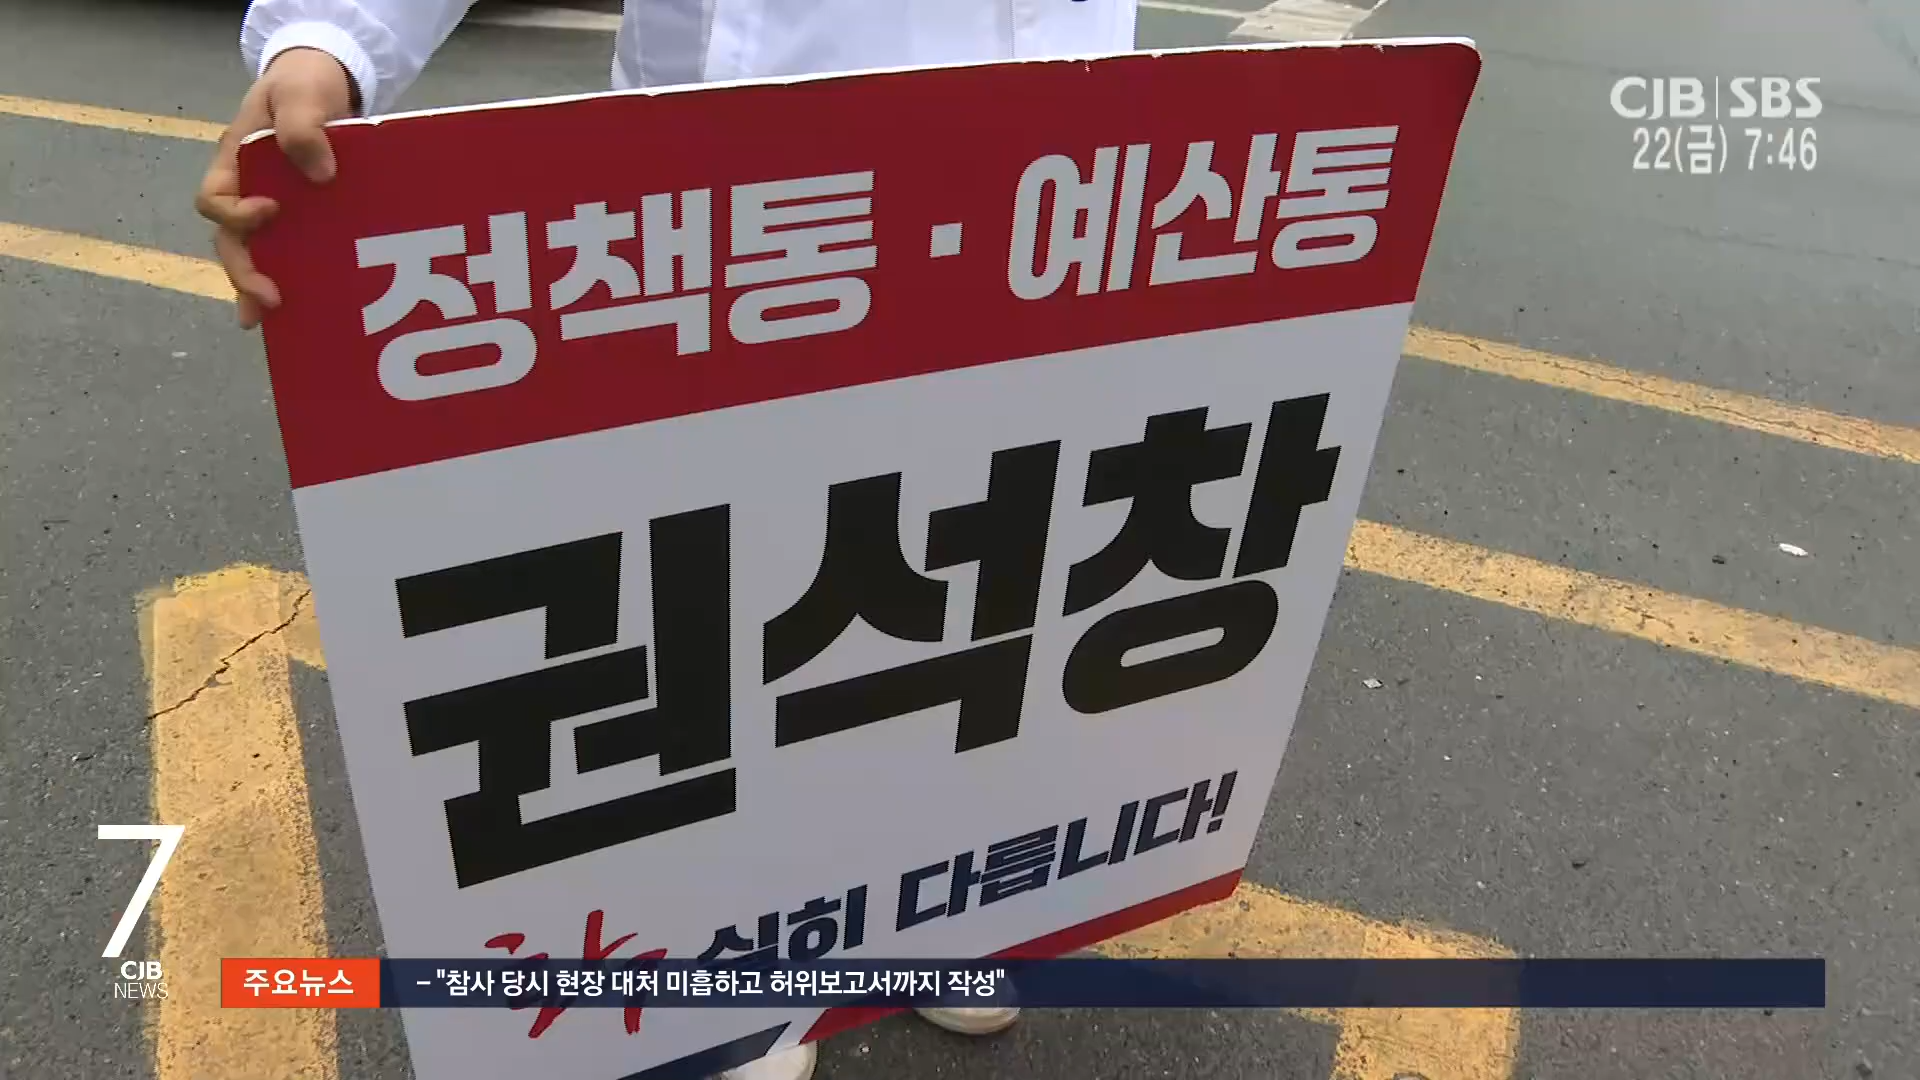 CJB SBS
22(금) 7:46
정책통·예산통
권석창
확실히 다릅니다!
7
CJB
NEWS
주요뉴스
- "참사 당시 현장 대처 미흡하고 허위보고서까지 작성"